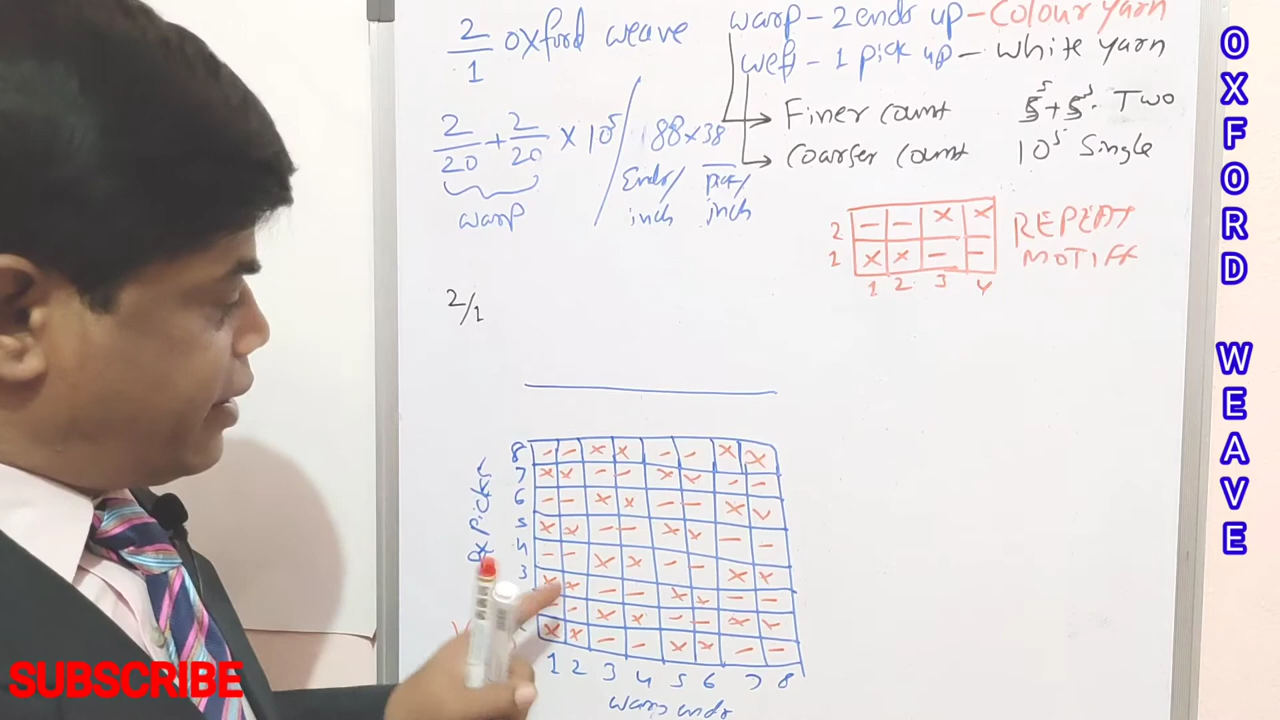 2/1 oxford weave
warp - 2 ends up - Colour yarn
weft - 1 pick up - White yarn
Finer count 5s+5s. Two
Coarser count 10s Single
2/20 + 2/20 × 10s / 188×38
warp
Ends/inch
pick/inch
2 - - X X
1 X X - -
1 2 3 4
REPEAT
MOTIFF
2/1
8 - - X X - - X X
7 X X - - X X - -
6 - - X X - - X X
5 X X - - X X - -
4 - - X X - - X X
3 X X - - X X - -
- X X - - X X
X X - - X X - -
1 2 3 4 5 6 7 8
warp ends
Picks
OXFORD WEAVE
SUBSCRIBE